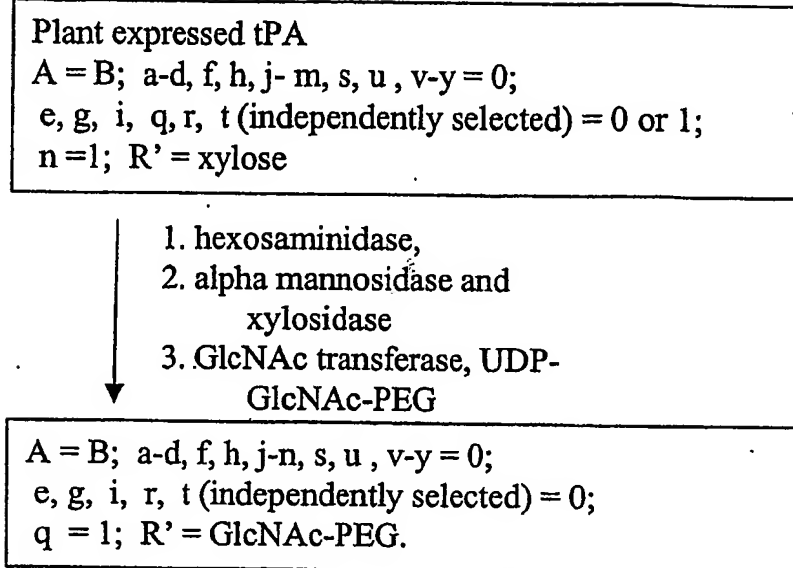 Plant expressed tPA
A = B; a-d, f, h, j- m, s, u , v-y = 0;
e, g, i, q, r, t (independently selected) = 0 or 1;
n =1; R' = xylose
1. hexosaminidase,
2. alpha mannosidase and
xylosidase
3. GlcNAc transferase, UDP-
GlcNAc-PEG
A = B; a-d, f, h, j-n, s, u , v-y = 0;
e, g, i, r, t (independently selected) = 0;
q = 1; R' = GlcNAc-PEG.